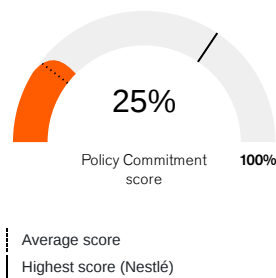 25%
Policy Commitment
score
100%
Average score
Highest score (Nestlé)